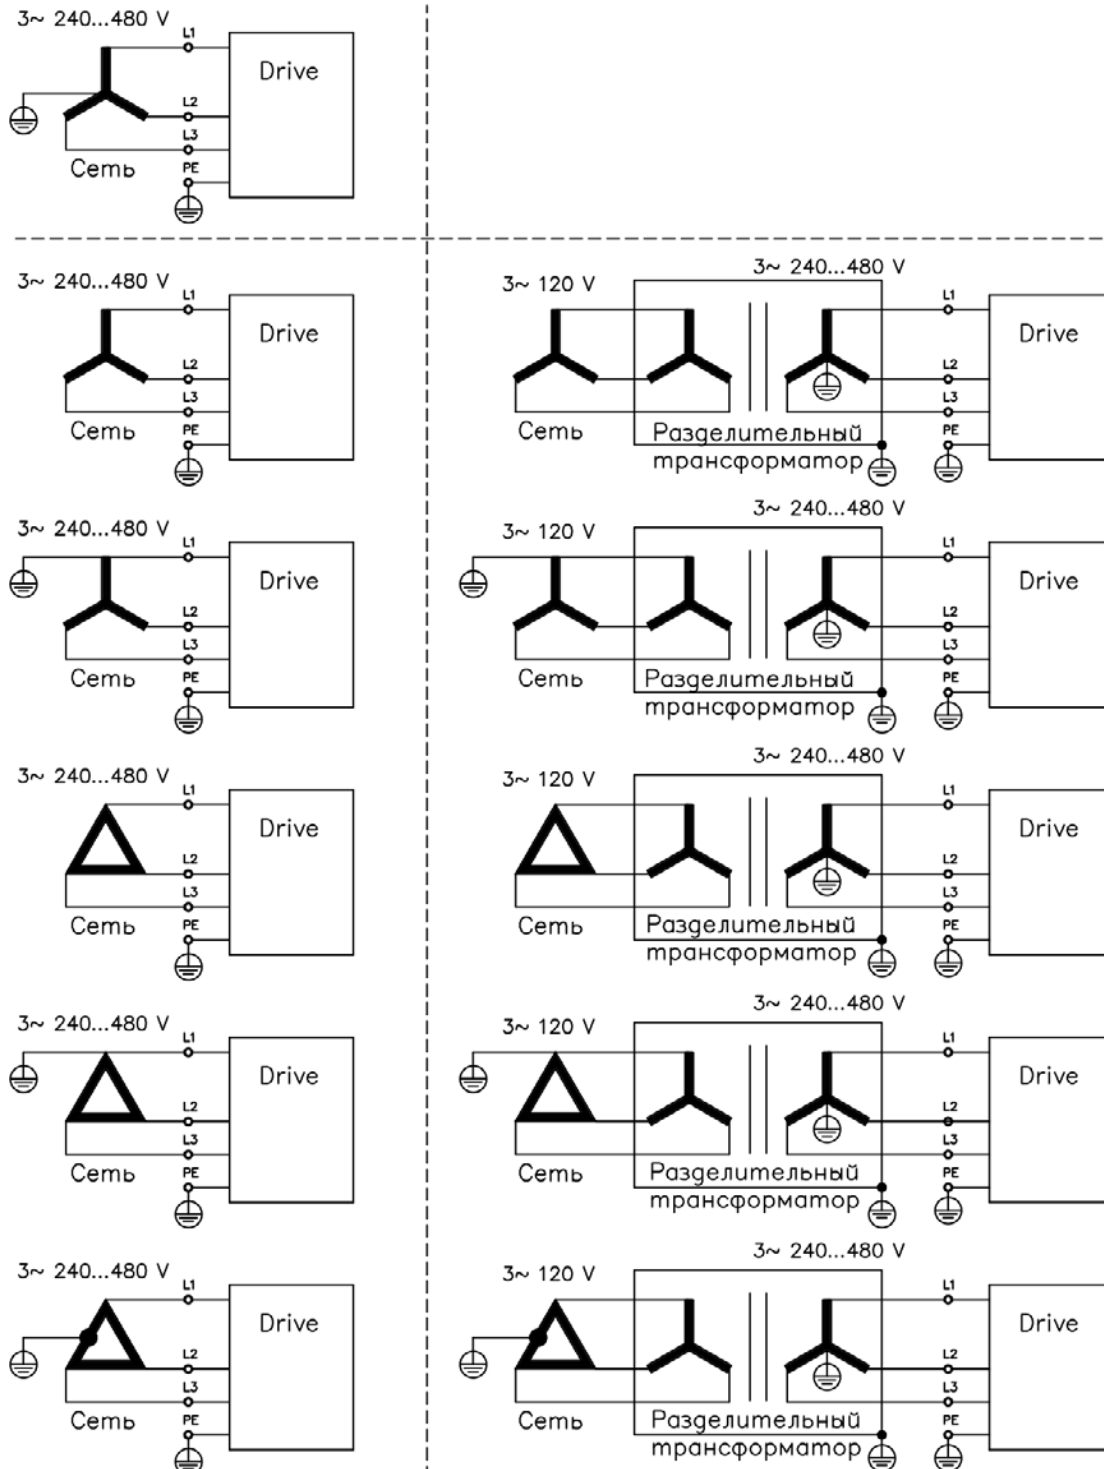 3~ 240...480 V
L1
Drive
L2
L3
Сеть
PE
3~ 240...480 V
L1
Drive
L2
L3
Сеть
PE
3~ 240...480 V
3~ 120 V
L1
Drive
L2
L3
Сеть
Разделительный
PE
трансформатор
3~ 240...480 V
L1
Drive
L2
L3
Сеть
PE
3~ 240...480 V
3~ 120 V
L1
Drive
L2
L3
Сеть
Разделительный
PE
трансформатор
3~ 240...480 V
L1
Drive
L2
L3
Сеть
PE
3~ 240...480 V
3~ 120 V
L1
Drive
L2
L3
Сеть
Разделительный
PE
трансформатор
3~ 240...480 V
L1
Drive
L2
L3
Сеть
PE
3~ 240...480 V
3~ 120 V
L1
Drive
L2
L3
Сеть
Разделительный
PE
трансформатор
3~ 240...480 V
L1
Drive
L2
L3
Сеть
PE
3~ 240...480 V
3~ 120 V
L1
Drive
L2
L3
Сеть
Разделительный
PE
трансформатор